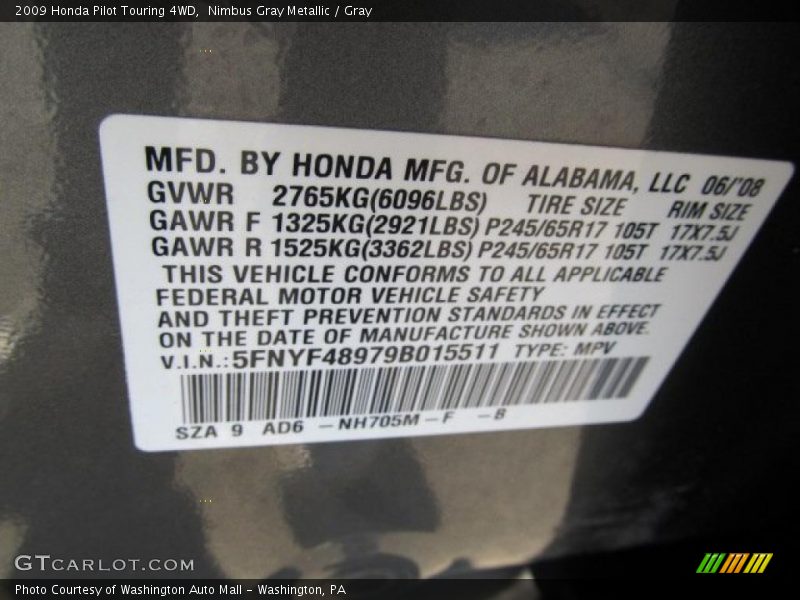 2009 Honda Pilot Touring 4WD,  Nimbus Gray Metallic / Gray
MFD. BY HONDA MFG. OF ALABAMA, LLC 06/'08
GVWR 2765KG(6096LBS) TIRE SIZE RIM SIZE
GAWR F 1325KG(2921LBS) P245/65R17 105T 17X7.5J
GAWR R 1525KG(3362LBS) P245/65R17 105T 17X7.5J
THIS VEHICLE CONFORMS TO ALL APPLICABLE
FEDERAL MOTOR VEHICLE SAFETY
AND THEFT PREVENTION STANDARDS IN EFFECT
ON THE DATE OF MANUFACTURE SHOWN ABOVE.
V.I.N.:5FNYF48979B015511 TYPE: MPV
SZA 9 AD6 -NH705M-F -B
GTCARLOT.COM
Photo Courtesy of Washington Auto Mall - Washington, PA